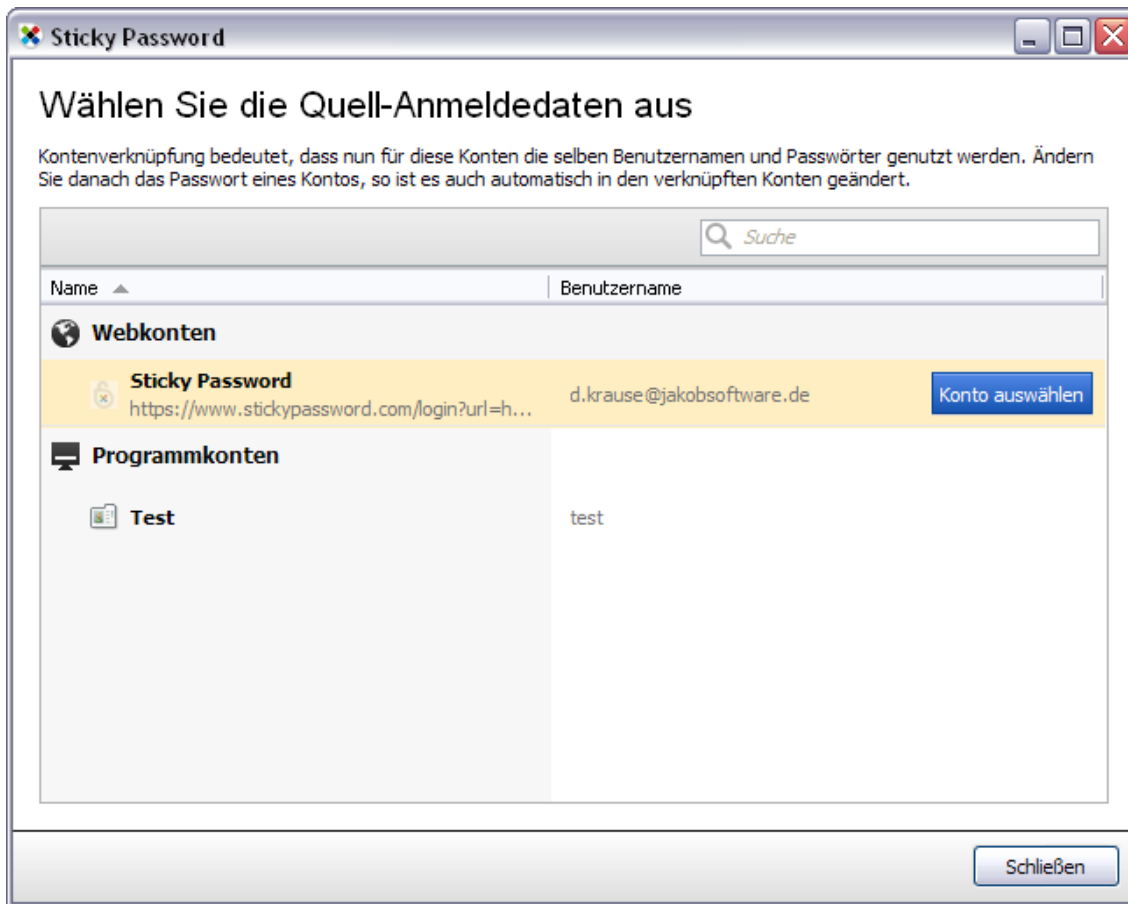 Sticky Password
Wählen Sie die Quell-Anmeldedaten aus
Kontenverknüpfung bedeutet, dass nun für diese Konten die selben Benutzernamen und Passwörter genutzt werden. Ändern
Sie danach das Passwort eines Kontos, so ist es auch automatisch in den verknüpften Konten geändert.
Suche
Name Benutzername
Webkonten
Sticky Password
https://www.stickypassword.com/login?url=h...
d.krause@jakobsoftware.de
Konto auswählen
Programmkonten
Test test
Schließen